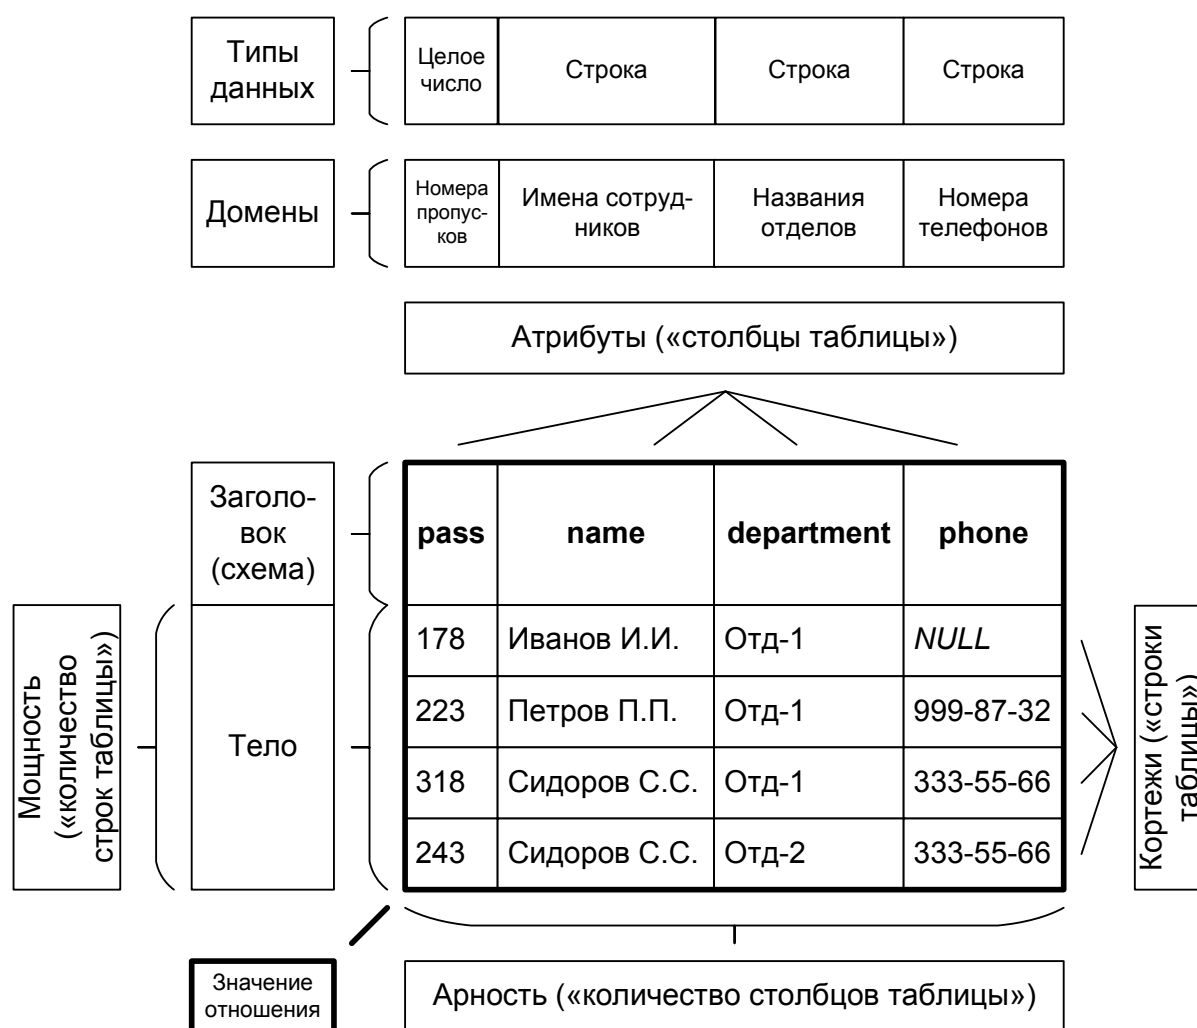 Типы
данных
Целое
число
Строка
Строка
Строка
Домены
Номера
пропус-
ков
Имена сотруд-
ников
Названия
отделов
Номера
телефонов
Атрибуты («столбцы таблицы»)
Заголо-
вок
(схема)
pass
name
department
phone
Мощность
(«количество
строк таблицы»)
Тело
178
Иванов И.И.
Отд-1
NULL
223
Петров П.П.
Отд-1
999-87-32
318
Сидоров С.С.
Отд-1
333-55-66
243
Сидоров С.С.
Отд-2
333-55-66
Кортежи («строки
таблицы»)
Значение
отношения
Арность («количество столбцов таблицы»)